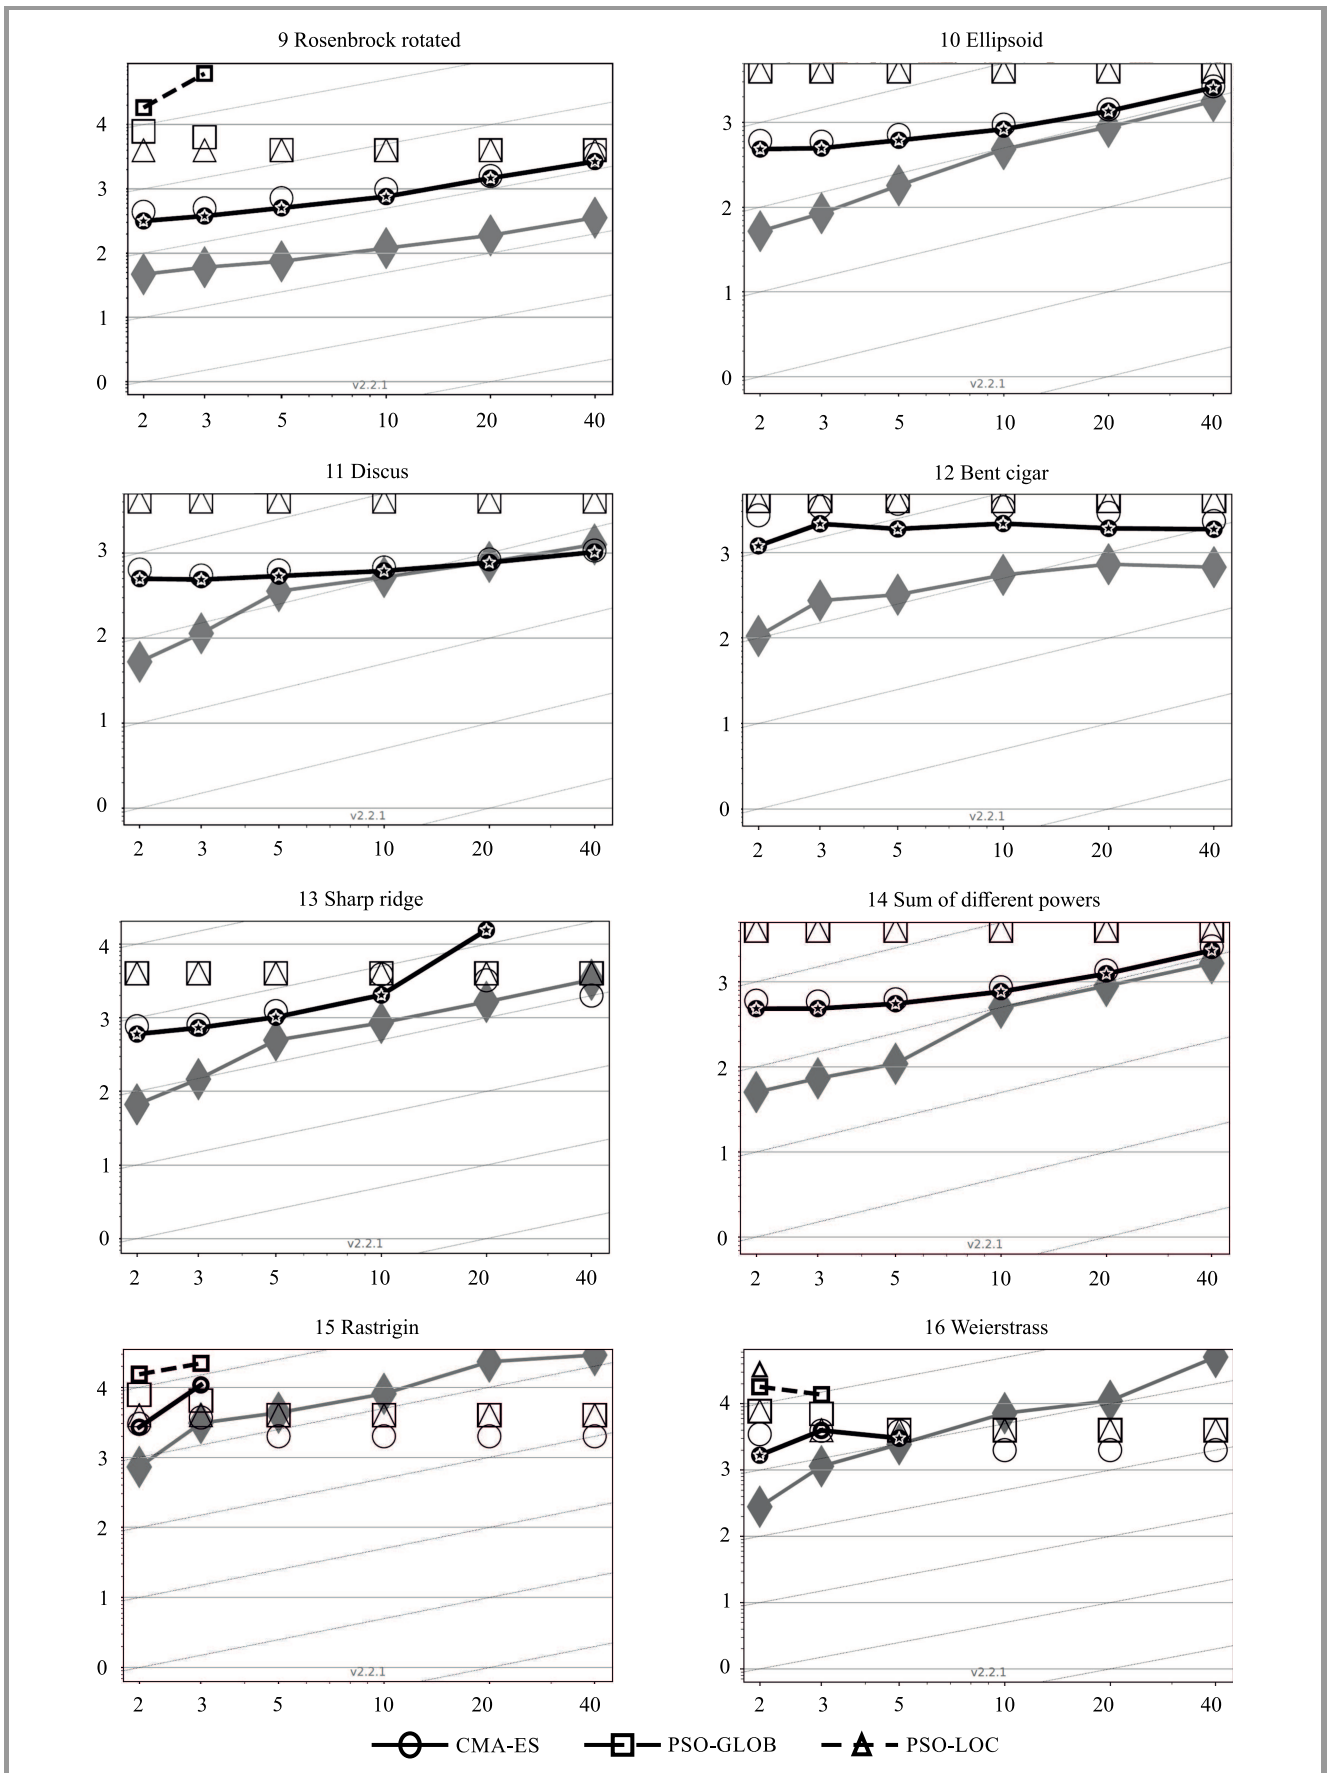 9 Rosenbrock rotated
4
3
2
1
0
v2.2.1
2 3 5 10 20 40
10 Ellipsoid
3
2
1
0
v2.2.1
2 3 5 10 20 40
11 Discus
3
2
1
0
v2.2.1
2 3 5 10 20 40
12 Bent cigar
3
2
1
0
v2.2.1
2 3 5 10 20 40
13 Sharp ridge
4
3
2
1
0
v2.2.1
2 3 5 10 20 40
14 Sum of different powers
3
2
1
0
v2.2.1
2 3 5 10 20 40
15 Rastrigin
4
3
2
1
0
v2.2.1
2 3 5 10 20 40
16 Weierstrass
4
3
2
1
0
v2.2.1
2 3 5 10 20 40
CMA-ES PSO-GLOB PSO-LOC